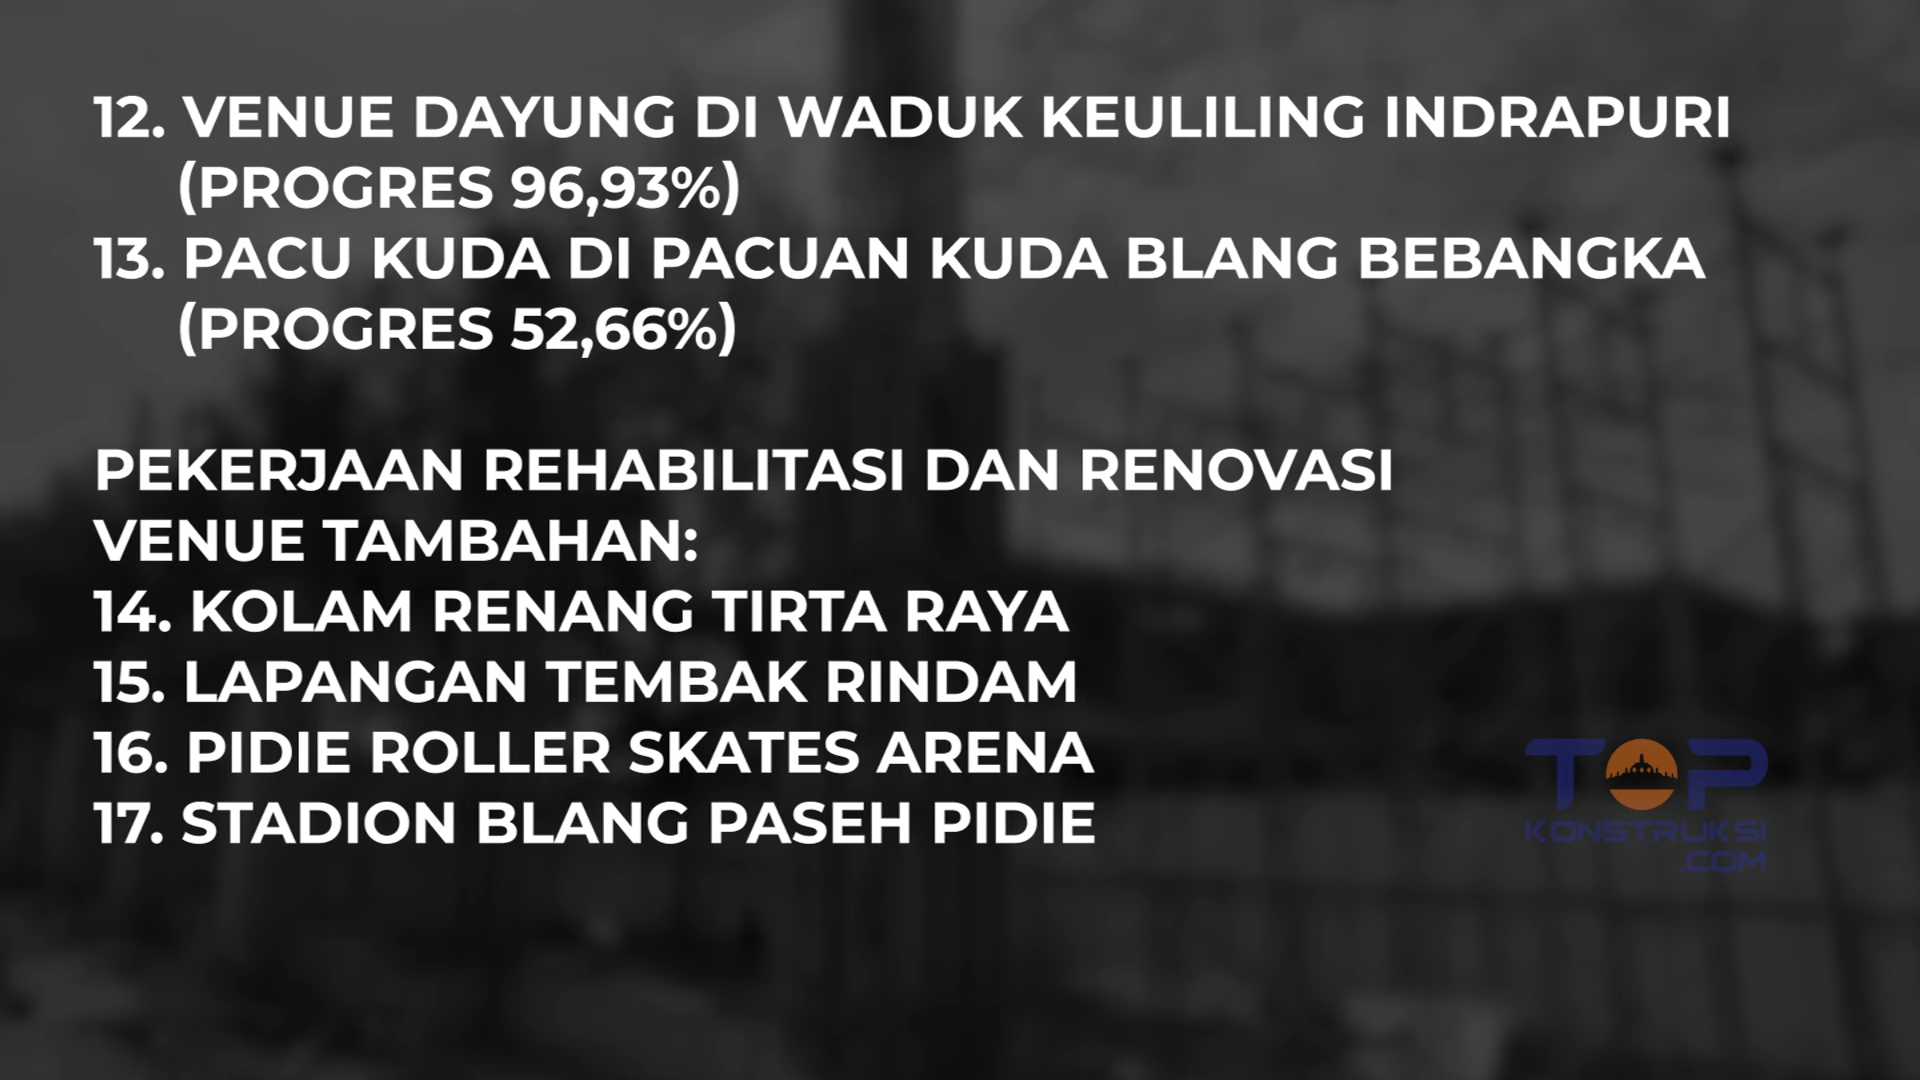 12. VENUE DAYUNG DI WADUK KEULILING INDRAPURI
(PROGRES 96,93%)
13. PACU KUDA DI PACUAN KUDA BLANG BEBANGKA
(PROGRES 52,66%)
PEKERJAAN REHABILITASI DAN RENOVASI
VENUE TAMBAHAN:
14. KOLAM RENANG TIRTA RAYA
15. LAPANGAN TEMBAK RINDAM
16. PIDIE ROLLER SKATES ARENA
17. STADION BLANG PASEH PIDIE
TOP
KONSTRUKSI
.COM